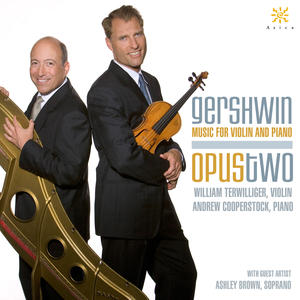 Azica
GERSHWIN
MUSIC FOR VIOLIN AND PIANO
OPUSTWO
WILLIAM TERWILLIGER, VIOLIN
ANDREW COOPERSTOCK, PIANO
WITH GUEST ARTIST
ASHLEY BROWN, SOPRANO